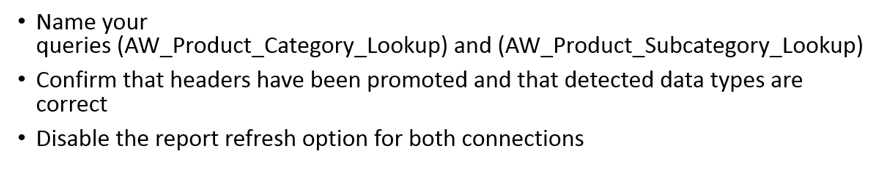 • Name your
queries (AW_Product_Category_Lookup) and (AW_Product_Subcategory_Lookup)
• Confirm that headers have been promoted and that detected data types are
correct
• Disable the report refresh option for both connections